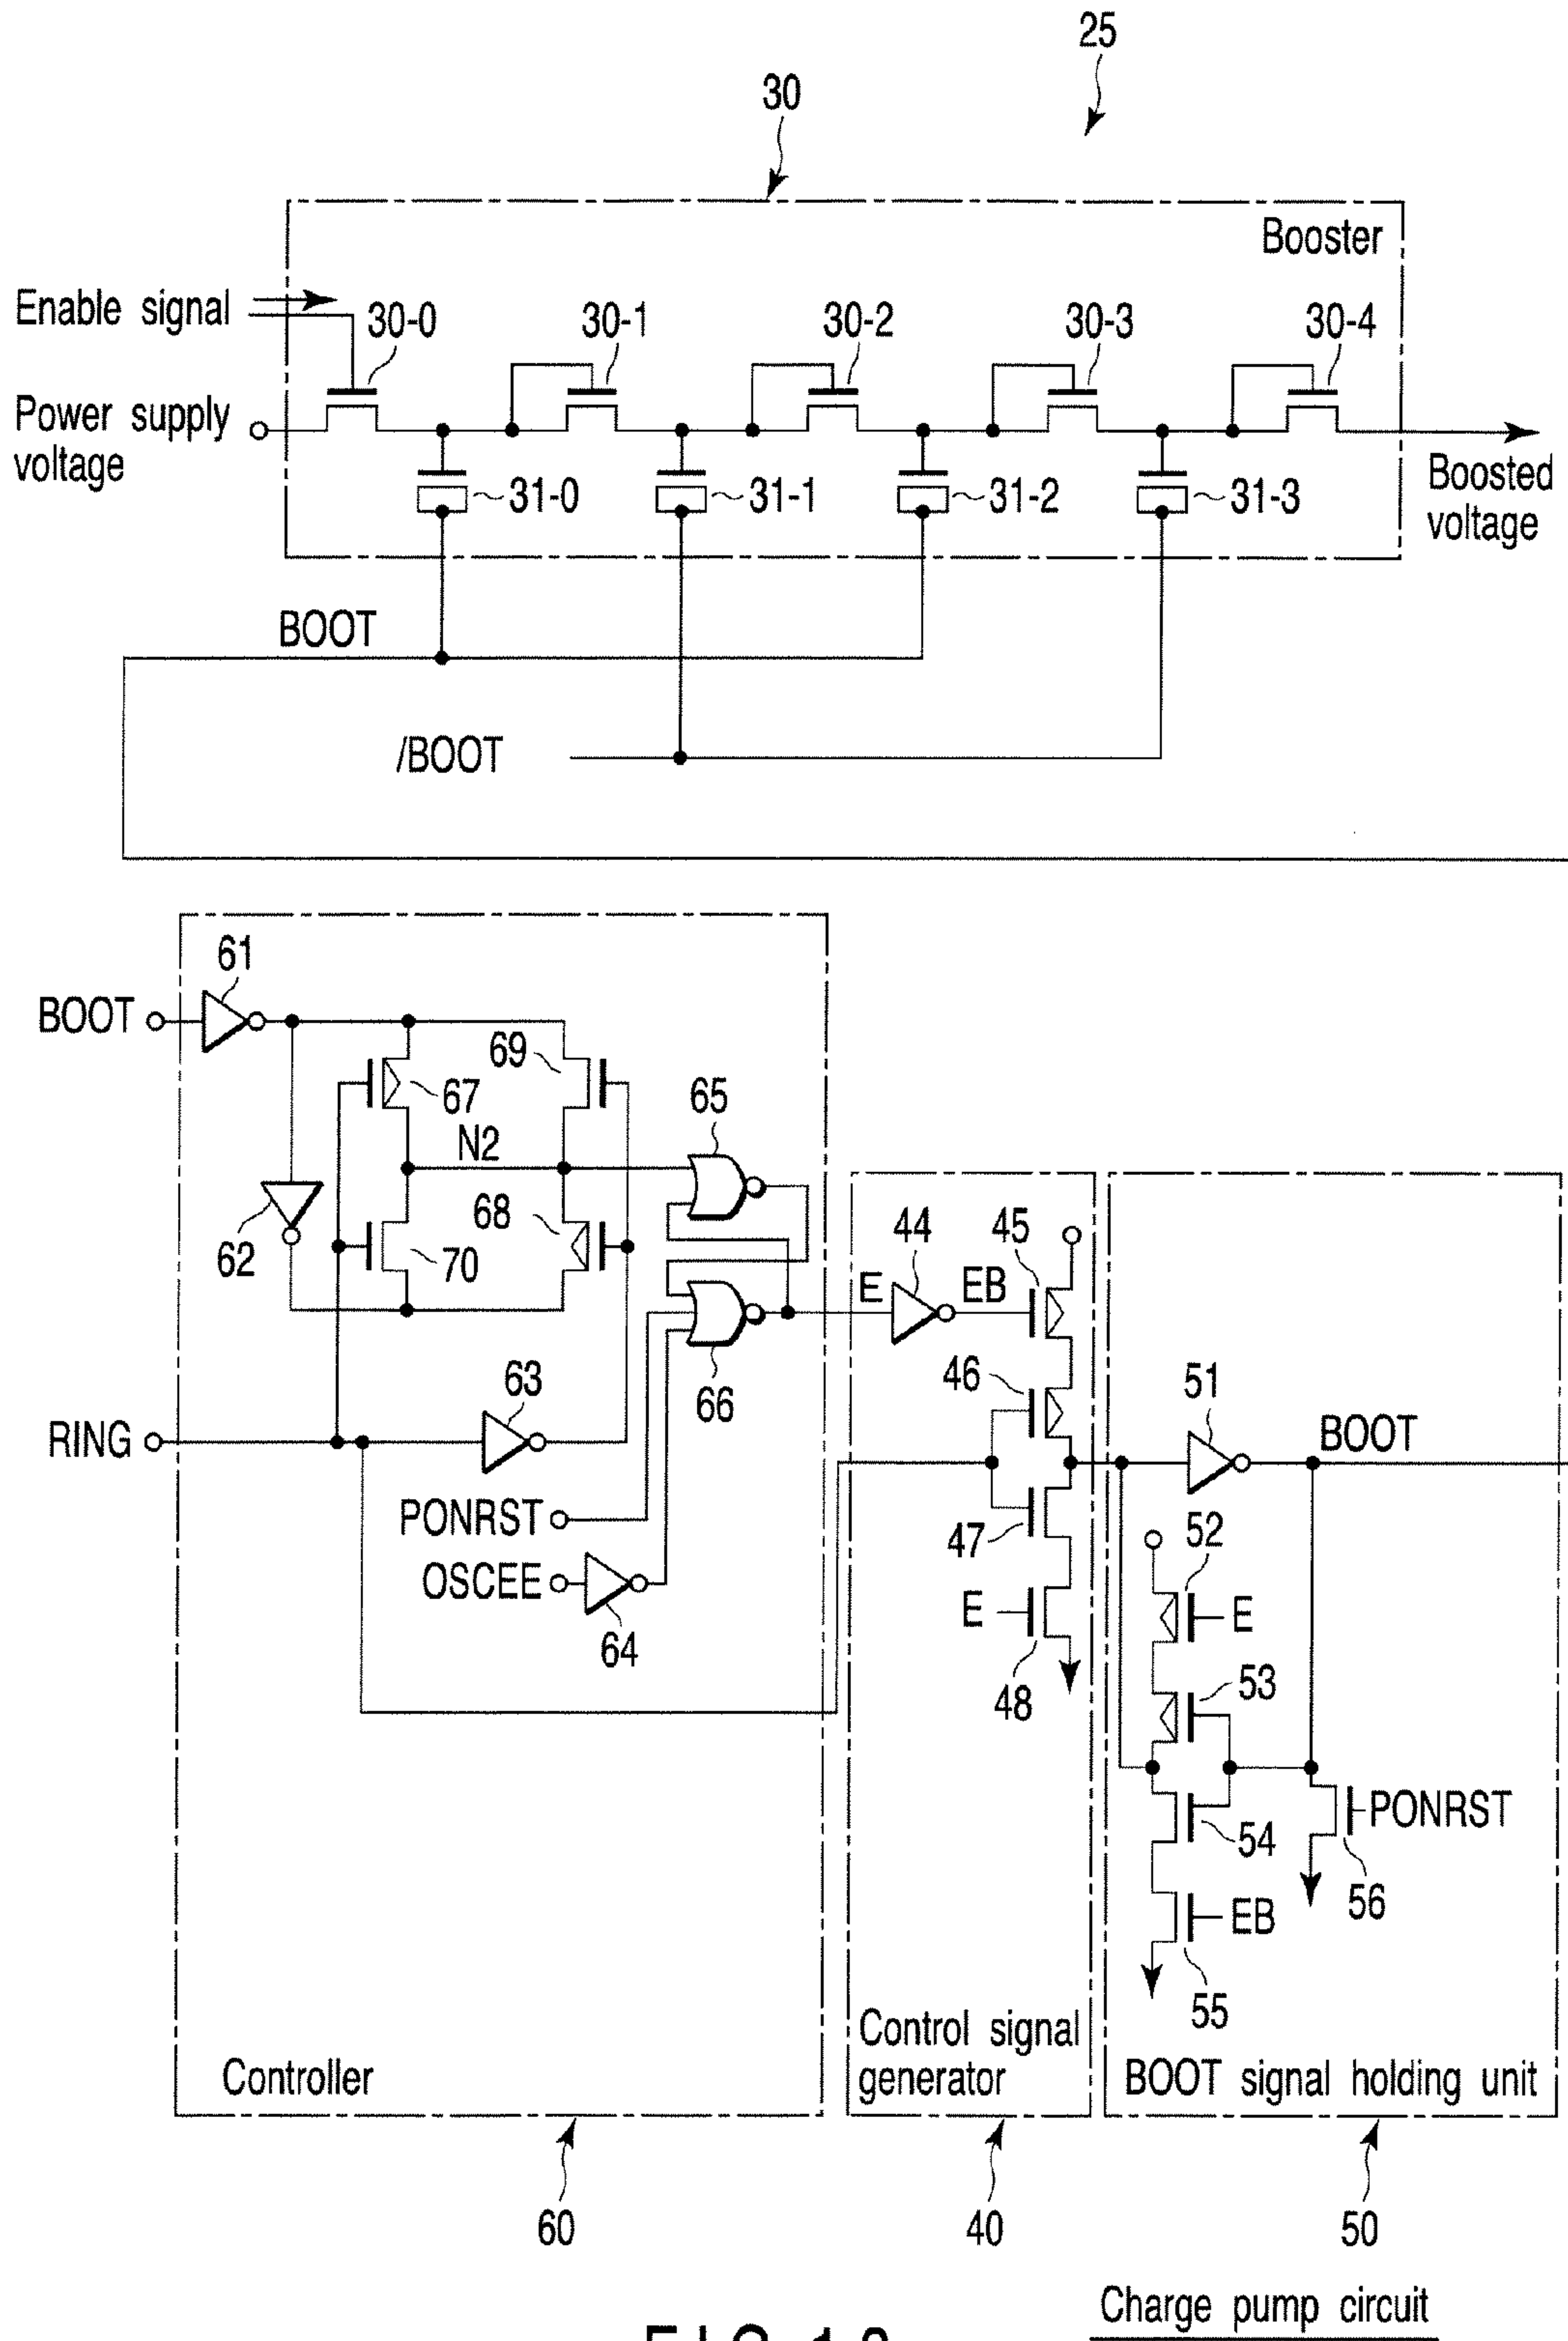 25
30
Booster
Enable signal
30-0
30-1
30-2
30-3
30-4
Power supply
voltage
31-0
31-1
31-2
31-3
Boosted
voltage
BOOT
/BOOT
61
BOOT
69
67
65
N2
68
62
70
44
45
E
EB
46
63
66
51
RING
BOOT
PONRST
47
52
OSCEE
E
E
64
48
53
PONRST
54
56
EB
55
Control signal
generator
Controller
BOOT signal holding unit
60
40
50
Charge pump circuit